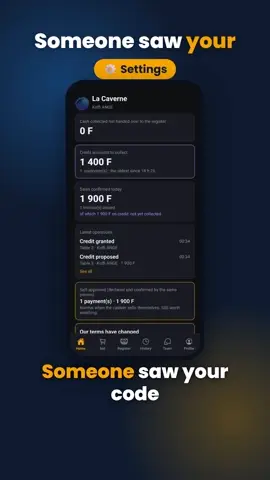 Someone saw your
⚙️ Settings
La Caverne
Koffi ANGE
Cash collected not handed over to the register
0 F
Credit accounts to collect
1 400 F
Sales confirmed today
1 900 F
of which 1 900 F on credit, not yet collected
Latest operations
Credit granted
Credit proposed
See all
Self-approval (declared and confirmed by the same
1 payment(s) · 1 900 F
Our terms have changed
Home
Register
History
Team
Profile
Someone saw your
code